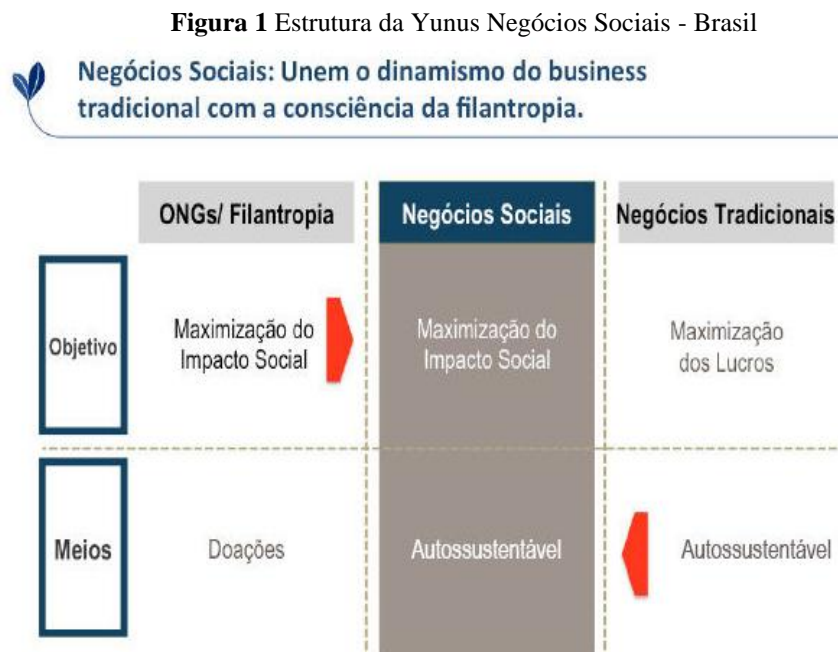 Figura 1 Estrutura da Yunus Negócios Sociais - Brasil
Negócios Sociais: Unem o dinamismo do business
tradicional com a consciência da filantropia.
ONGs/ Filantropia
Negócios Sociais
Negócios Tradicionais
Objetivo
Maximização do
Impacto Social
Maximização do
Impacto Social
Maximização
dos Lucros
Meios
Doações
Autossustentável
Autossustentável